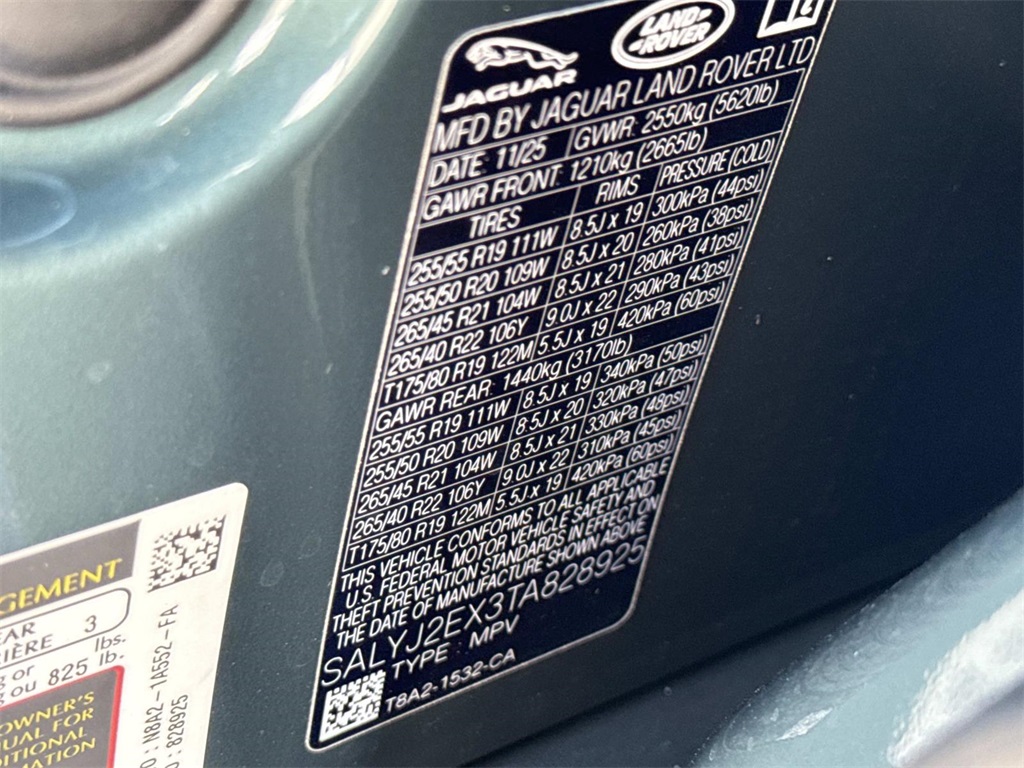 JAGUAR
LAND ROVER
MFD BY JAGUAR LAND ROVER LTD
DATE: 11/25 GVWR: 2550kg (5620lb)
GAWR FRONT: 1210kg (2665lb)
TIRES RIMS PRESSURE (COLD)
255/55 R19 111W 8.5J x 19 300kPa (44psi)
255/50 R20 109W 8.5J x 20 260kPa (38psi)
265/45 R21 104W 8.5J x 21 280kPa (41psi)
265/40 R22 106Y 9.0J x 22 290kPa (43psi)
T175/80 R19 122M 5.5J x 19 420kPa (60psi)
GAWR REAR: 1440kg (3170lb)
255/55 R19 111W 8.5J x 19 340kPa (50psi)
255/50 R20 109W 8.5J x 20 320kPa (47psi)
265/45 R21 104W 8.5J x 21 330kPa (48psi)
265/40 R22 106Y 9.0J x 22 310kPa (45psi)
T175/80 R19 122M 5.5J x 19 420kPa (60psi)
THIS VEHICLE CONFORMS TO ALL APPLICABLE
U.S. FEDERAL MOTOR VEHICLE SAFETY AND
THEFT PREVENTION STANDARDS IN EFFECT ON
THE DATE OF MANUFACTURE SHOWN ABOVE
SALYJ2EX3TA828925
TYPE MPV
T8A2-1532-CA
GEMENT
EAR
IÈRE 3
or lbs.
ou 825 lb.
OWNER'S
UAL FOR
DITIONAL
MATION
: N8A2-1A552-FA
: 828925